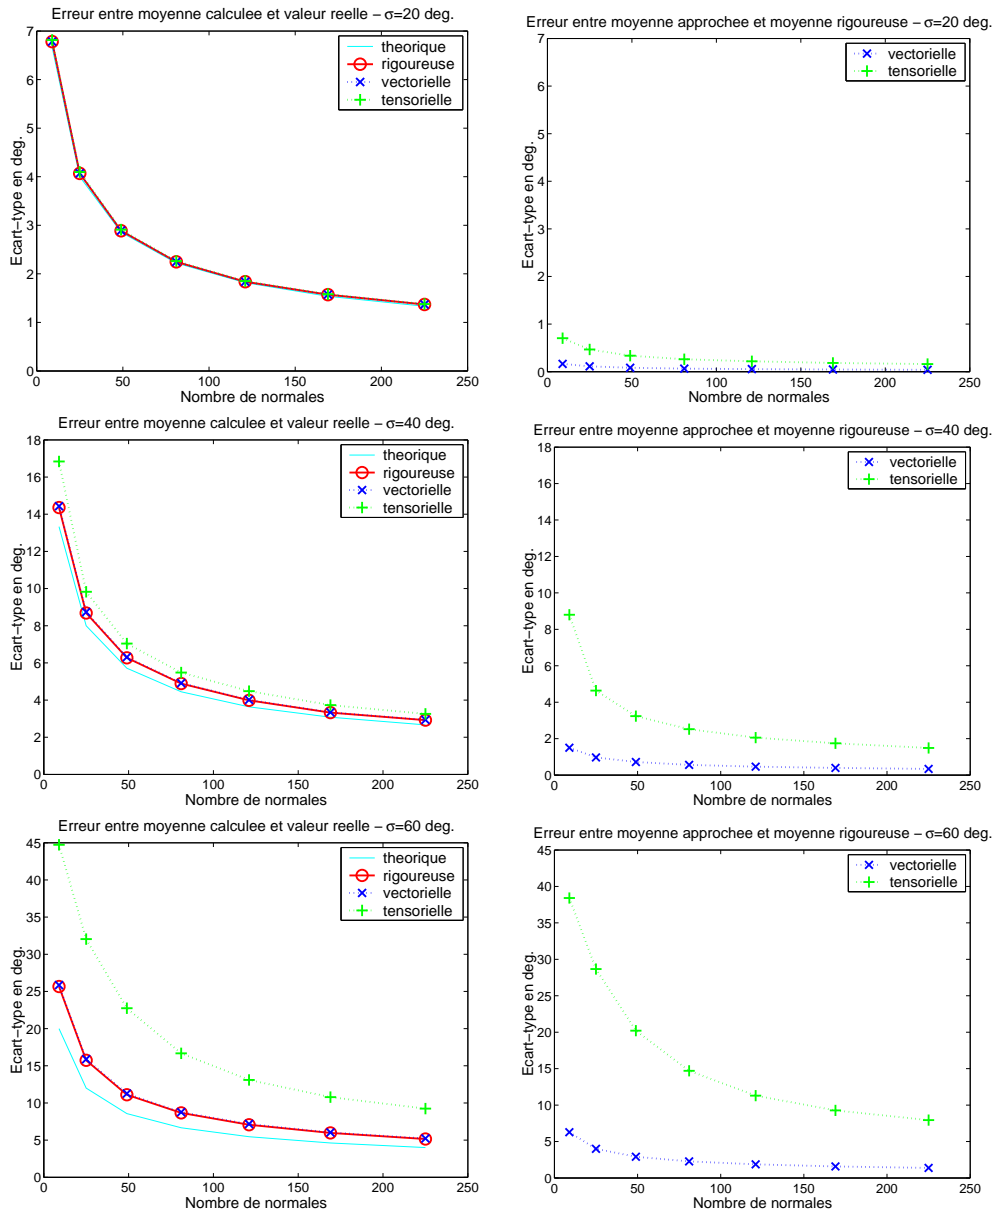 Erreur entre moyenne calculee et valeur reelle − σ=20 deg.
7
6
5
4
3
2
1
0
Ecart−type en deg.
theorique
rigoureuse
vectorielle
tensorielle
0 50 100 150 200 250
Nombre de normales
Erreur entre moyenne approchee et moyenne rigoureuse − σ=20 deg.
7
6
5
4
3
2
1
0
Ecart−type en deg.
vectorielle
tensorielle
0 50 100 150 200 250
Nombre de normales
Erreur entre moyenne calculee et valeur reelle − σ=40 deg.
18
16
14
12
10
8
6
4
2
0
Ecart−type en deg.
theorique
rigoureuse
vectorielle
tensorielle
0 50 100 150 200 250
Nombre de normales
Erreur entre moyenne approchee et moyenne rigoureuse − σ=40 deg.
18
16
14
12
10
8
6
4
2
0
Ecart−type en deg.
vectorielle
tensorielle
0 50 100 150 200 250
Nombre de normales
Erreur entre moyenne calculee et valeur reelle − σ=60 deg.
45
40
35
30
25
20
15
10
5
0
Ecart−type en deg.
theorique
rigoureuse
vectorielle
tensorielle
0 50 100 150 200 250
Nombre de normales
Erreur entre moyenne approchee et moyenne rigoureuse − σ=60 deg.
45
40
35
30
25
20
15
10
5
0
Ecart−type en deg.
vectorielle
tensorielle
0 50 100 150 200 250
Nombre de normales